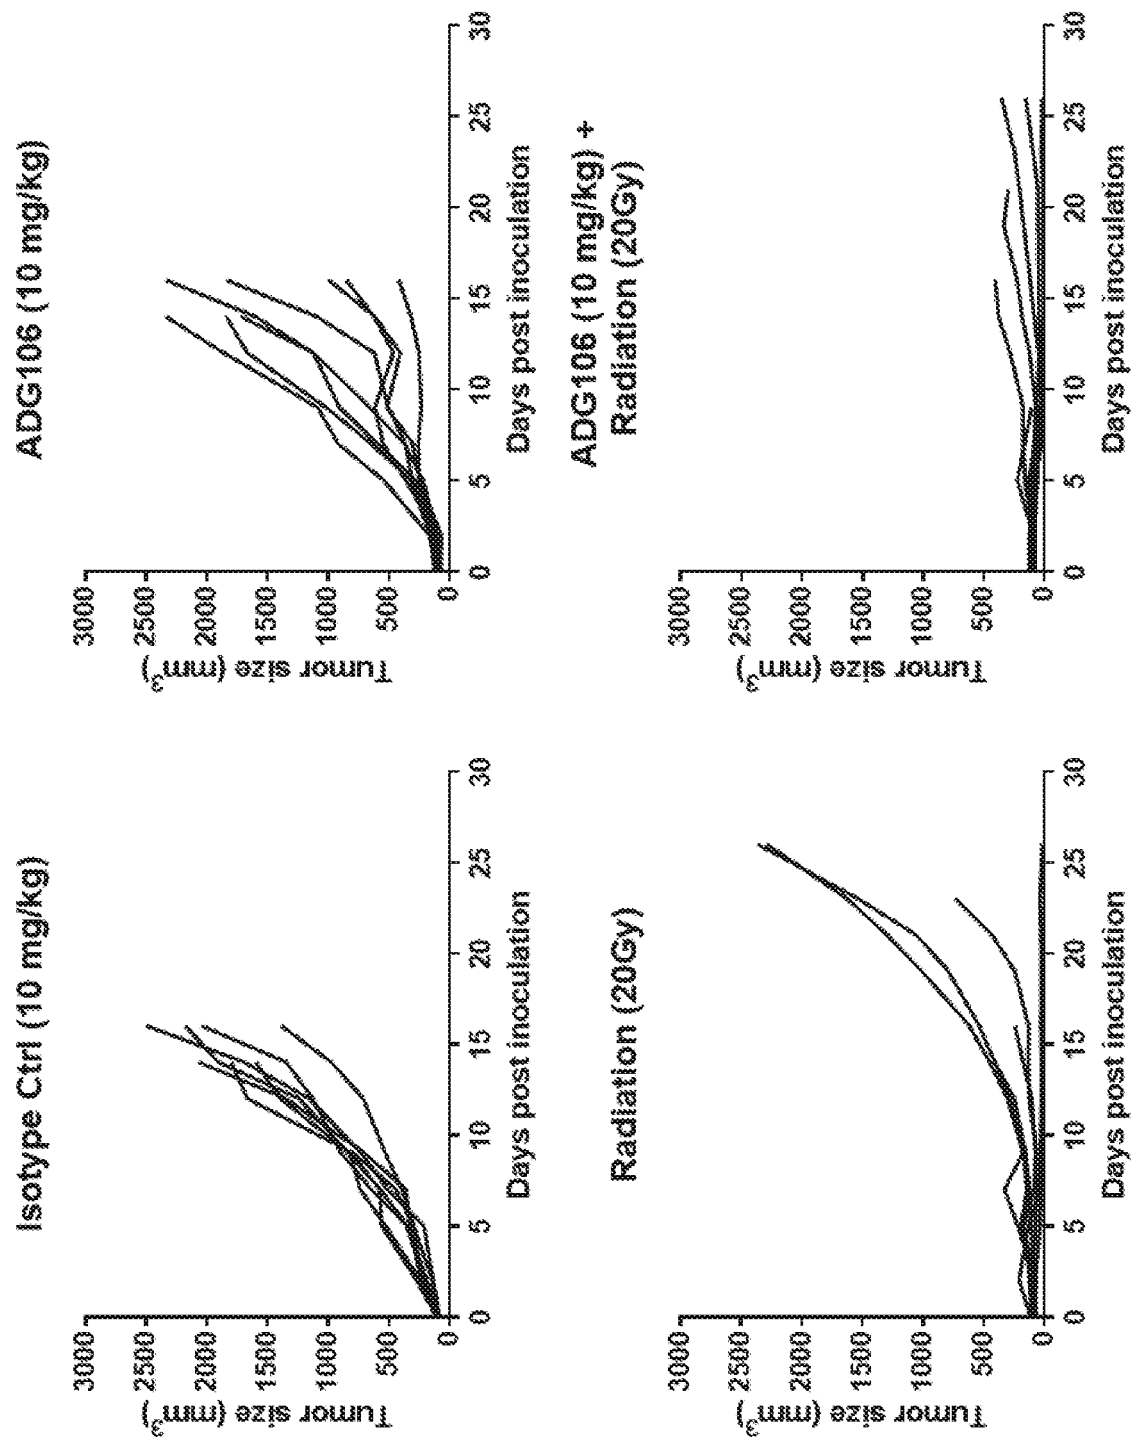 Isotype Ctrl (10 mg/kg)
Tumor size (mm³)
3000
2500
2000
1500
1000
500
0
0 5 10 15 20 25 30
Days post inoculation
ADG106 (10 mg/kg)
Tumor size (mm³)
3000
2500
2000
1500
1000
500
0
0 5 10 15 20 25 30
Days post inoculation
Radiation (20Gy)
Tumor size (mm³)
3000
2500
2000
1500
1000
500
0
0 5 10 15 20 25 30
Days post inoculation
ADG106 (10 mg/kg) +
Radiation (20Gy)
Tumor size (mm³)
3000
2500
2000
1500
1000
500
0
0 5 10 15 20 25 30
Days post inoculation